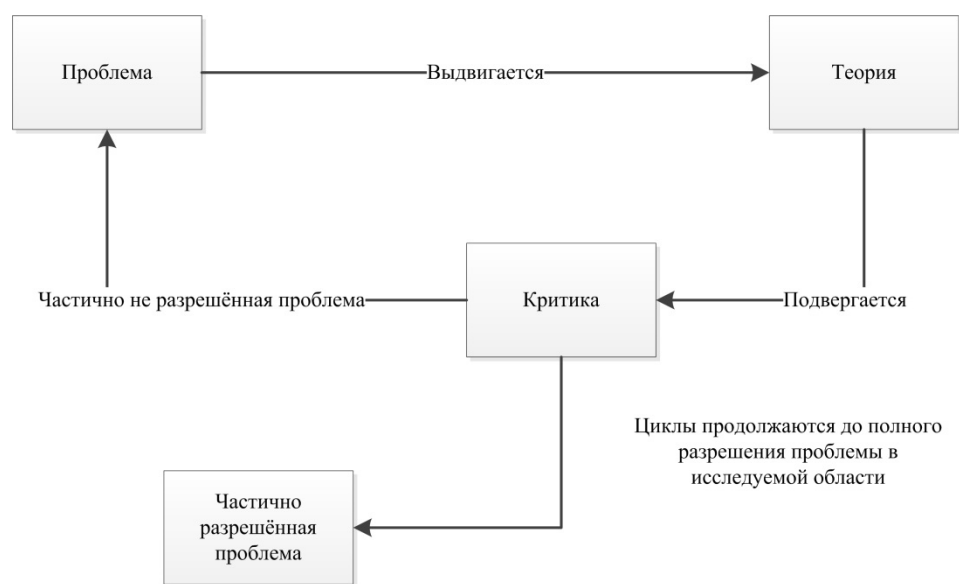 Проблема
Выдвигается
Теория
Частично не разрешённая проблема
Критика
Подвергается
Циклы продолжаются до полного
разрешения проблемы в
исследуемой области
Частично
разрешённая
проблема